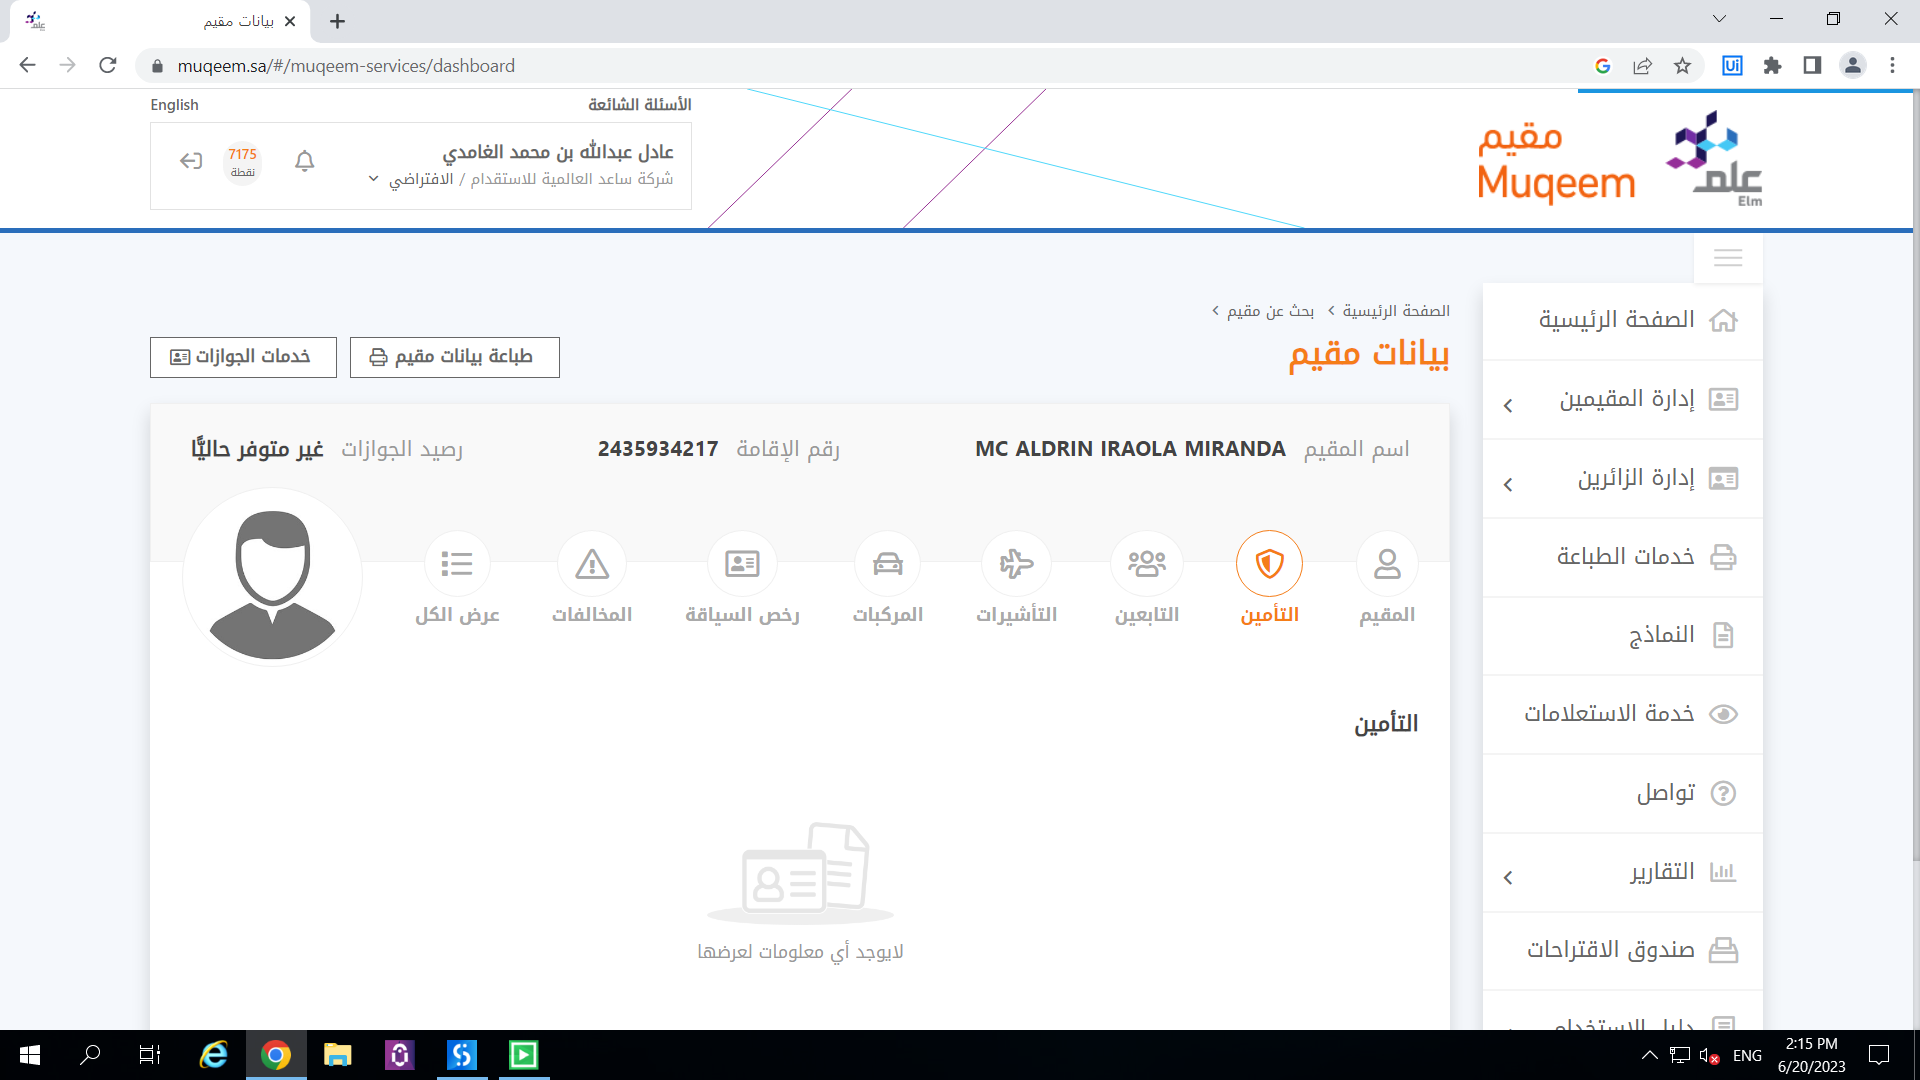 بيانات مقيم
muqeem.sa/#/muqeem-services/dashboard
English
الأسئلة الشائعة
عادل عبدالله بن محمد الغامدي
شركة ساعد العالمية للاستقدام / الافتراضي
7175
نقطة
مقيم
Muqeem
علم
Elm
الصفحة الرئيسية
إدارة المقيمين
إدارة الزائرين
خدمات الطباعة
النماذج
خدمة الاستعلامات
تواصل
التقارير
صندوق الاقتراحات
دليل الاستخدام
الصفحة الرئيسية > بحث عن مقيم >
بيانات مقيم
طباعة بيانات مقيم
خدمات الجوازات
اسم المقيم MC ALDRIN IRAOLA MIRANDA
رقم الإقامة 2435934217
رصيد الجوازات غير متوفر حاليًّا
المقيم
التأمين
التابعين
التأشيرات
المركبات
رخص السياقة
المخالفات
عرض الكل
التأمين
لايوجد أي معلومات لعرضها
ENG
2:15 PM
6/20/2023